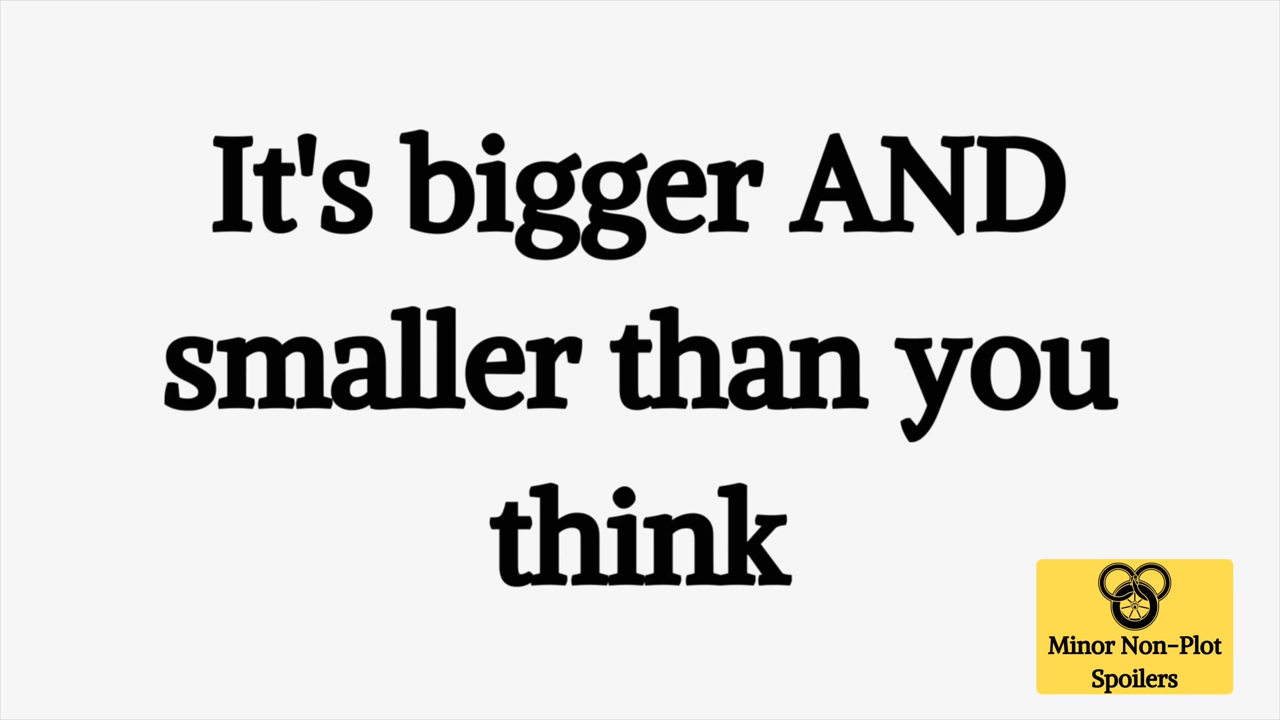 It's bigger AND
smaller than you
think
Minor Non-Plot
Spoilers